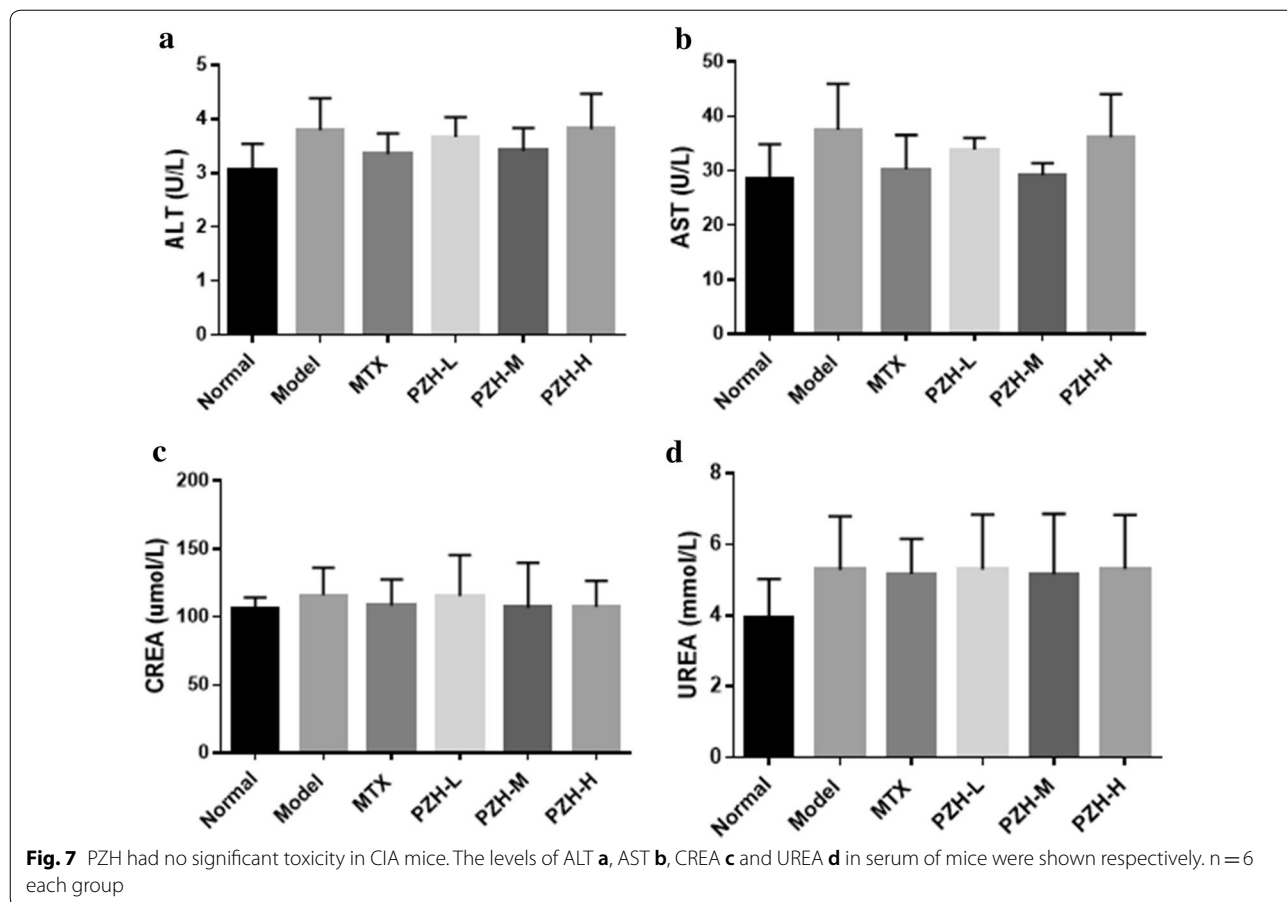 a
5
4
3
2
1
0
ALT (U/L)
Normal
Model
MTX
PZH-L
PZH-M
PZH-H
b
50
40
30
20
10
0
AST (U/L)
Normal
Model
MTX
PZH-L
PZH-M
PZH-H
c
200
150
100
50
0
CREA (umol/L)
Normal
Model
MTX
PZH-L
PZH-M
PZH-H
d
8
6
4
2
0
UREA (mmol/L)
Normal
Model
MTX
PZH-L
PZH-M
PZH-H
Fig. 7 PZH had no significant toxicity in CIA mice. The levels of ALT a, AST b, CREA c and UREA d in serum of mice were shown respectively. n = 6
each group